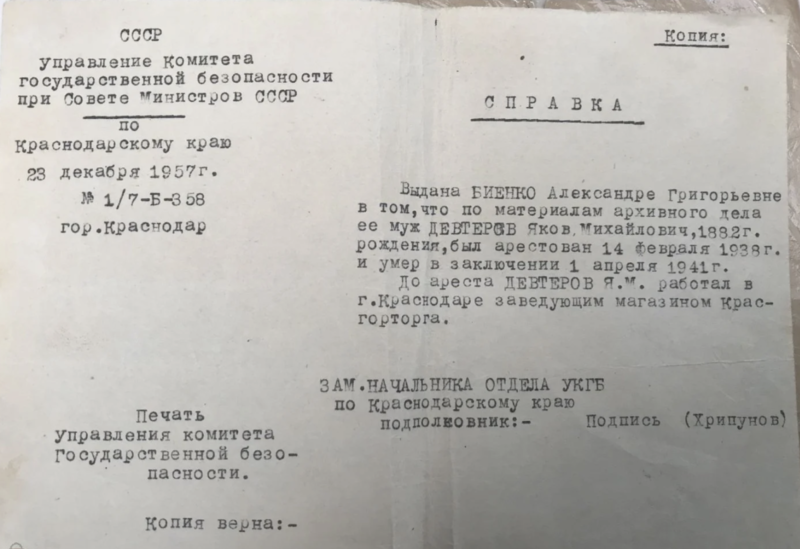 СССР
Управление Комитета
государственной безопасности
при Совете Министров СССР
по
Краснодарскому краю
23 декабря 1957г.
№ 1/7-Б-358
гор.Краснодар
Копия:
СПРАВКА
Выдана БИЕНКО Александре Григорьевне
в том,что по материалам архивного дела
ее муж ДЕВТЕРОВ Яков Михайлович,1882г.
рождения,был арестован 14 февраля 1938г.
и умер в заключении 1 апреля 1941г.
До ареста ДЕВТЕРОВ Я.М. работал в
г.Краснодаре заведующим магазином Крас-
горторга.
ЗАМ.НАЧАЛЬНИКА ОТДЕЛА УКГБ
по Краснодарскому краю
подполковник:- Подпись (Хрипунов)
Печать
Управления комитета
Государственной безо-
пасности.
Копия верна:-